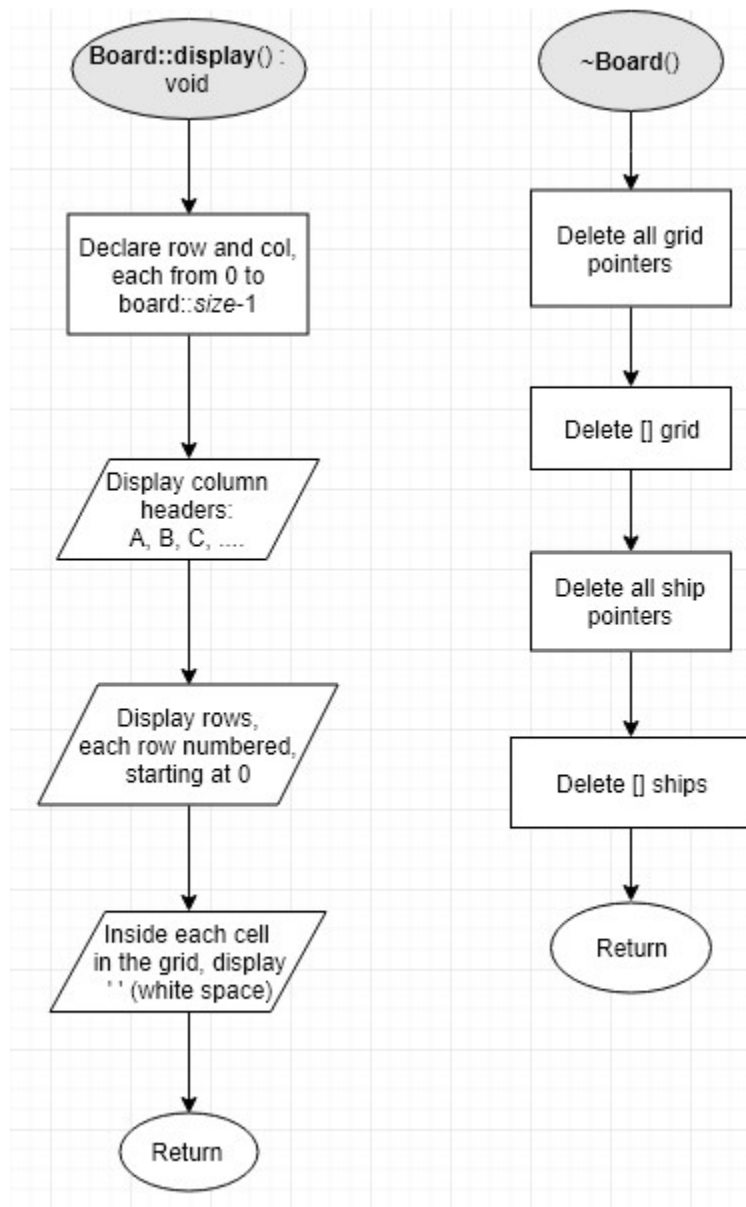 Board::display() :
void
Declare row and col,
each from 0 to
board::size-1
Display column
headers:
A, B, C, ....
Display rows,
each row numbered,
starting at 0
Inside each cell
in the grid, display
' ' (white space)
Return
~Board()
Delete all grid
pointers
Delete [] grid
Delete all ship
pointers
Delete [] ships
Return